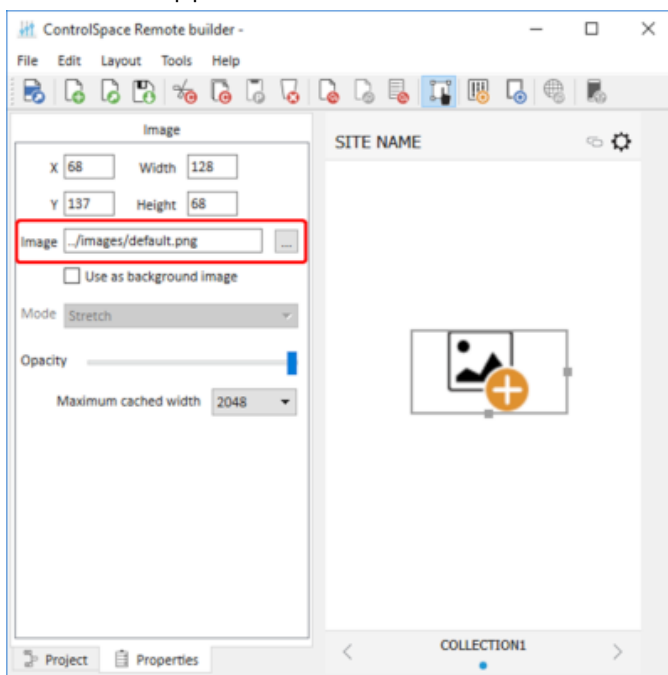 ControlSpace Remote builder -
File Edit Layout Tools Help
Image
SITE NAME
X 68 Width 128
Y 137 Height 68
Image ../images/default.png ...
Use as background image
Mode Stretch
Opacity
Maximum cached width 2048
Project Properties
COLLECTION1